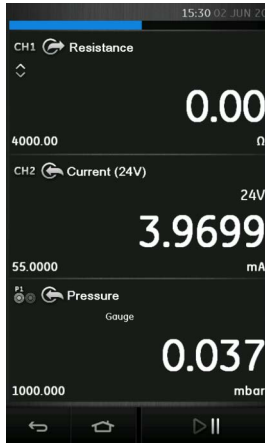 15:30 02 JUN 20
CH1 Resistance
0.00
4000.00 Ω
CH2 Current (24V)
24V
3.9699
55.0000 mA
P1 Pressure
Gauge
0.037
1000.000 mbar